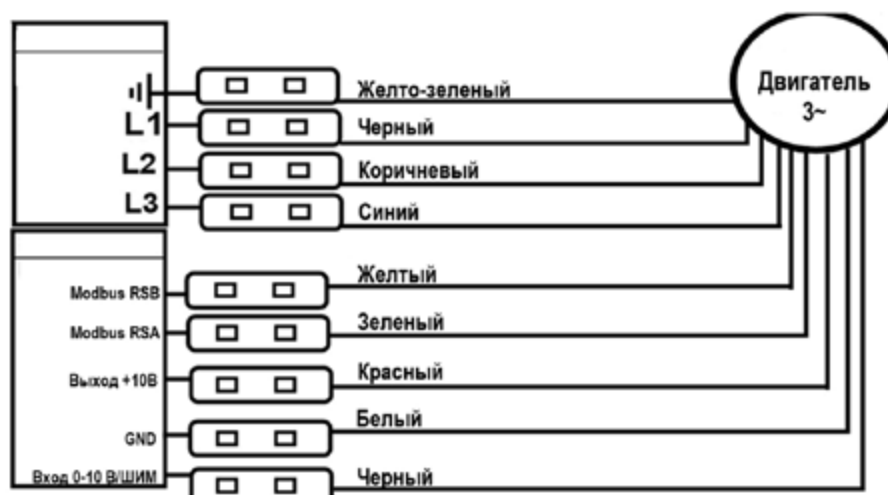 Желто-зеленый
L1
Черный
L2
Коричневый
L3
Синий
Двигатель
3~
Modbus RSB
Желтый
Modbus RSA
Зеленый
Выход +10В
Красный
GND
Белый
Вход 0-10 В/ШИМ
Черный